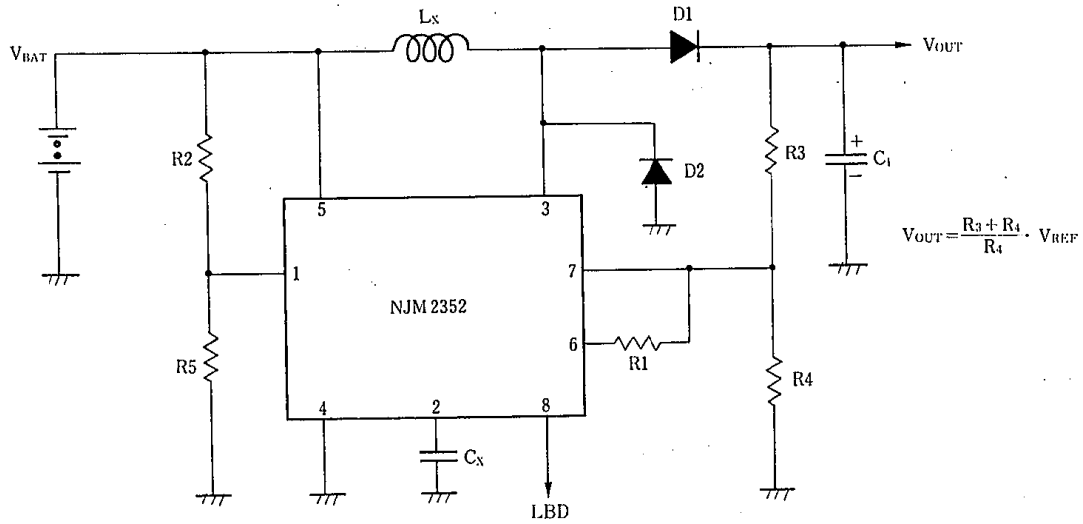 D1
Lx
VBAT
VOUT
R2
D2
R3
+
C1
−
5
3
VOUT = (R3 + R4) / R4 · VREF
1
7
NJM 2352
6
R1
R5
R4
4
2
8
Cx
LBD